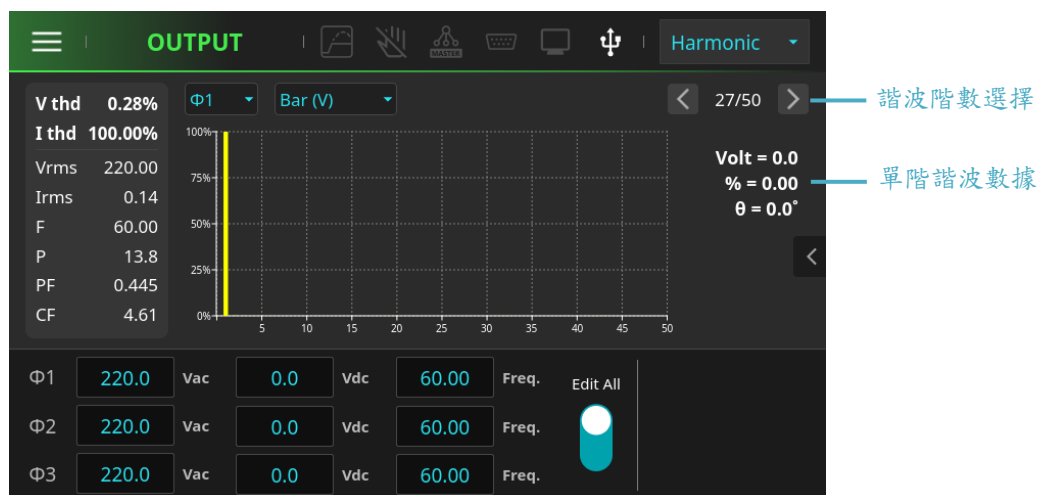 OUTPUT
MASTER
Harmonic
V thd 0.28%
I thd 100.00%
Vrms 220.00
Irms 0.14
F 60.00
P 13.8
PF 0.445
CF 4.61
Φ1
Bar (V)
27/50
諧波階數選擇
100%
75%
50%
25%
0%
5 10 15 20 25 30 35 40 45 50
Volt = 0.0
% = 0.00
θ = 0.0°
單階諧波數據
Φ1 220.0 Vac 0.0 Vdc 60.00 Freq.
Φ2 220.0 Vac 0.0 Vdc 60.00 Freq.
Φ3 220.0 Vac 0.0 Vdc 60.00 Freq.
Edit All